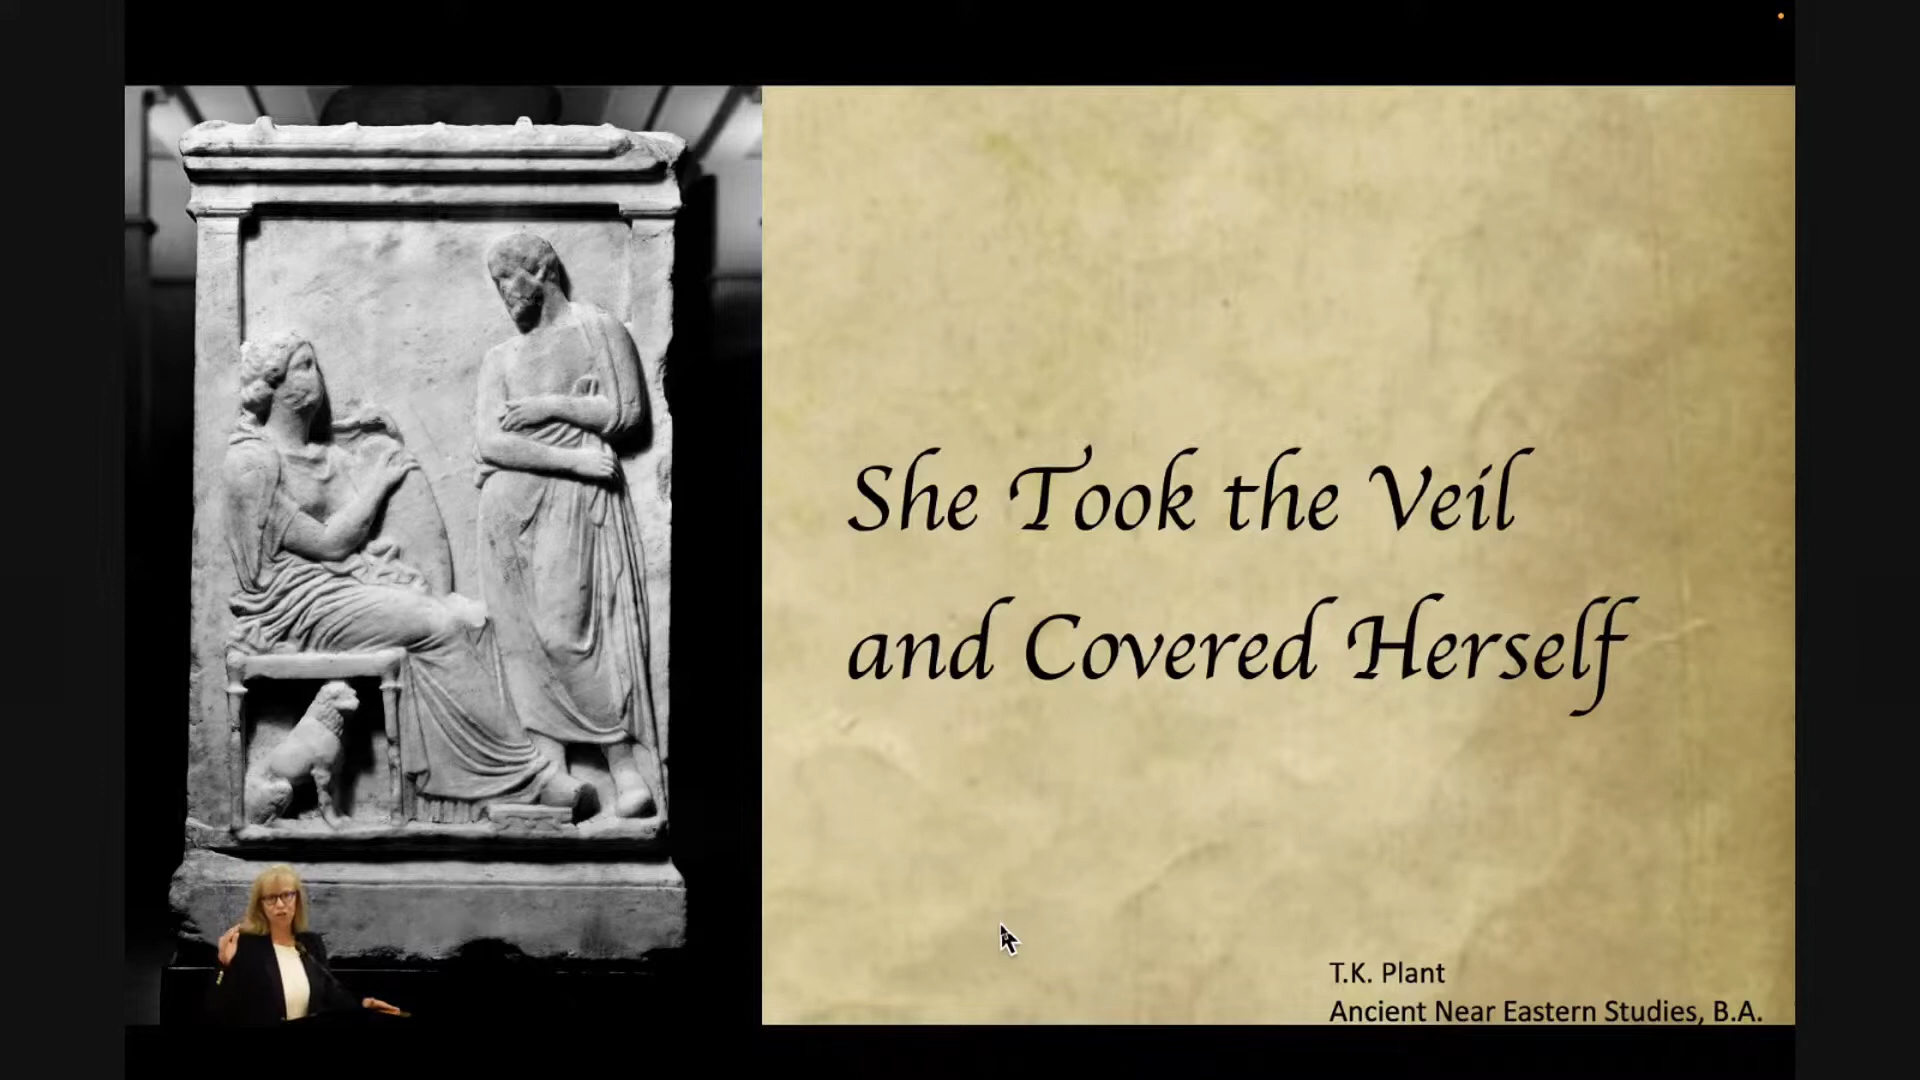 She Took the Veil
and Covered Herself
T.K. Plant
Ancient Near Eastern Studies, B.A.